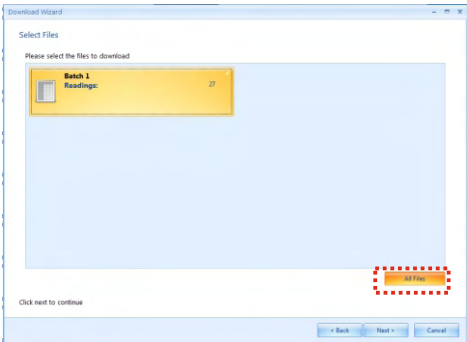 Download Wizard
Select Files
Please select the files to download
Batch 1
Readings: 27
All Files
Click next to continue
< Back Next > Cancel